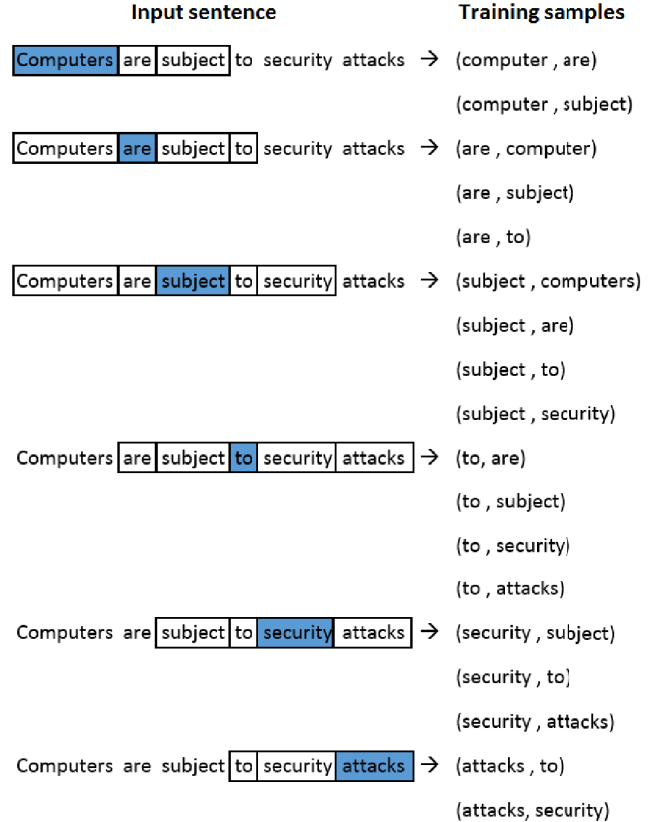 Input sentence Training samples
Computers are subject to security attacks → (computer , are)
(computer , subject)
Computers are subject to security attacks → (are , computer)
(are , subject)
(are , to)
Computers are subject to security attacks → (subject , computers)
(subject , are)
(subject , to)
(subject , security)
Computers are subject to security attacks → (to, are)
(to , subject)
(to , security)
(to , attacks)
Computers are subject to security attacks → (security , subject)
(security , to)
(security , attacks)
Computers are subject to security attacks → (attacks , to)
(attacks, security)